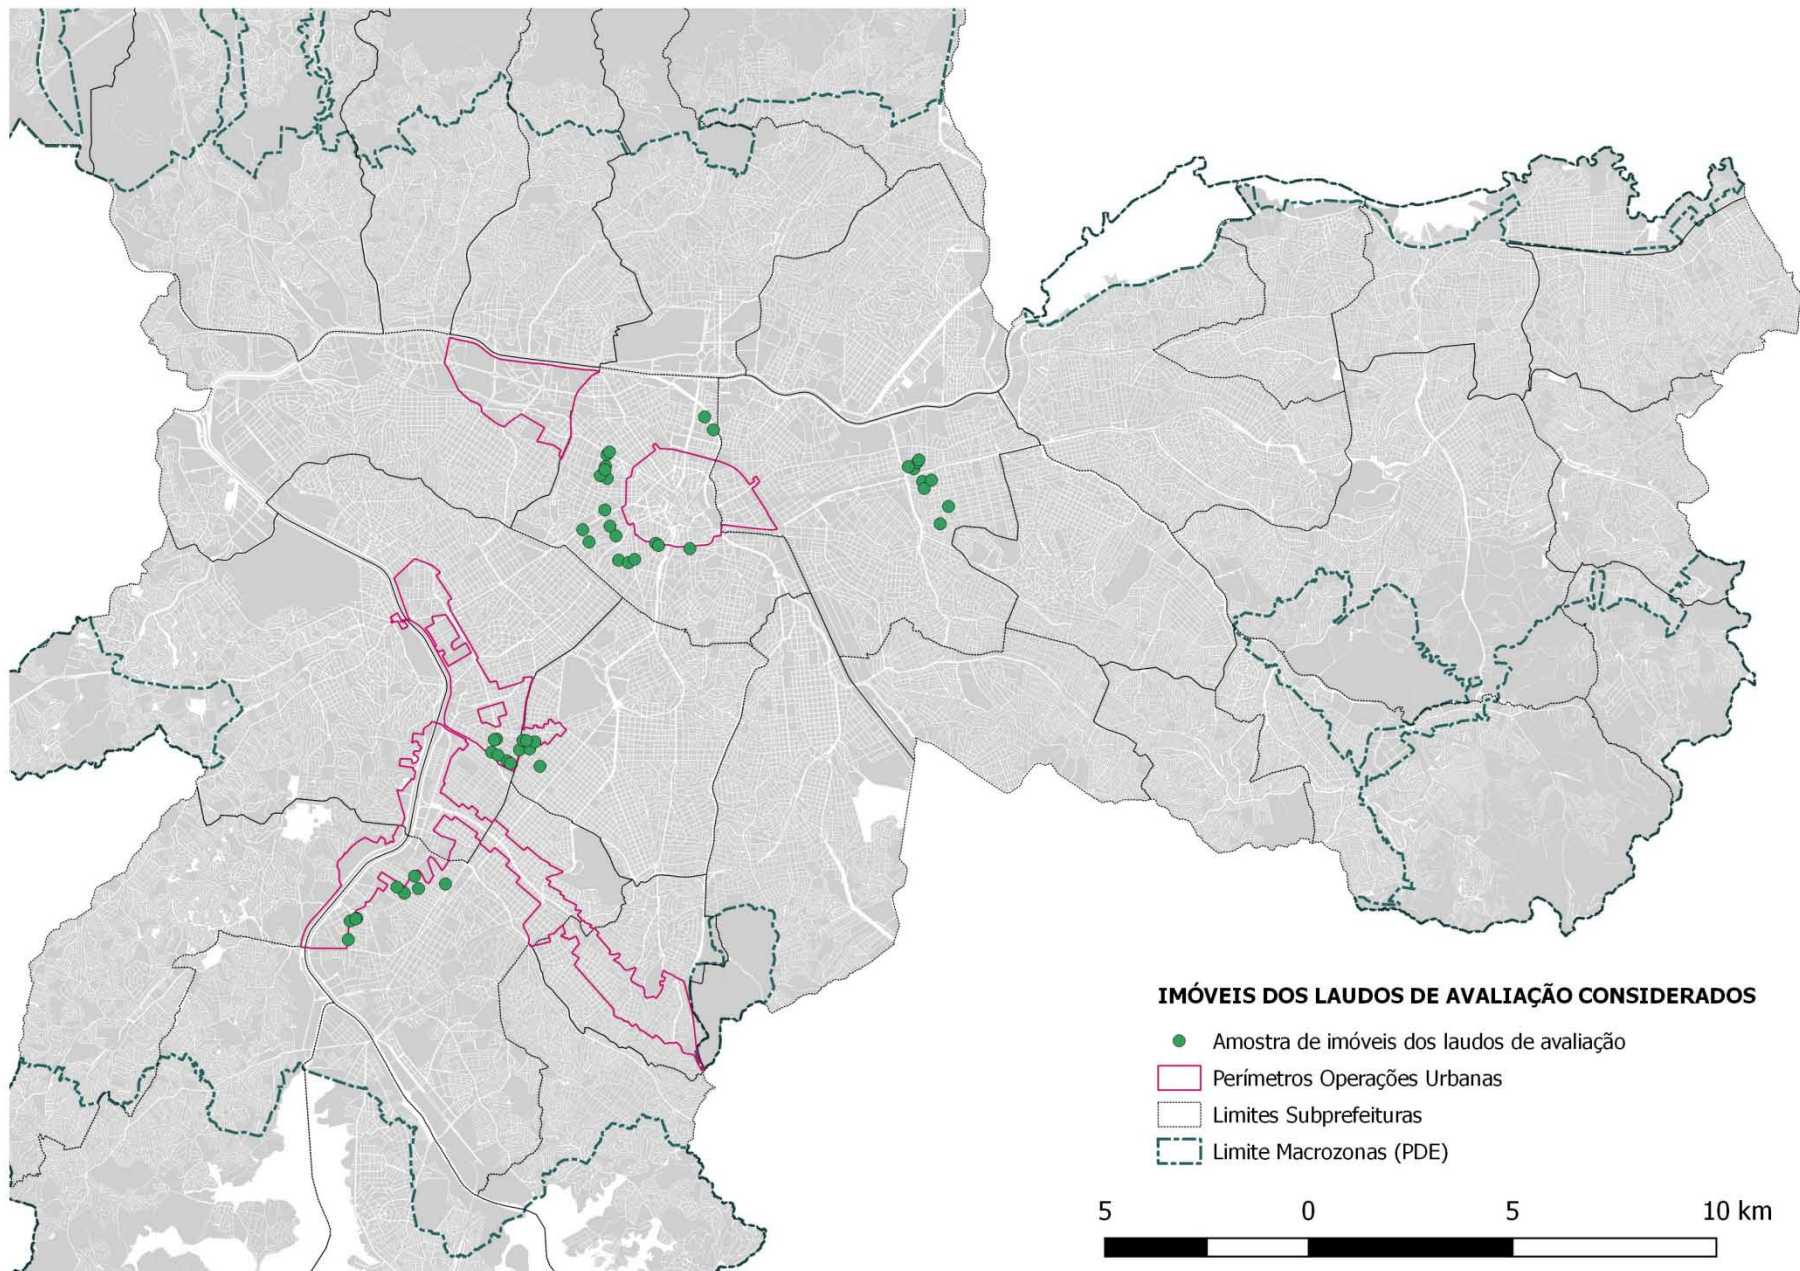 IMÓVEIS DOS LAUDOS DE AVALIAÇÃO CONSIDERADOS
Amostra de imóveis dos laudos de avaliação
Perímetros Operações Urbanas
Limites Subprefeituras
Limite Macrozonas (PDE)
5 0 5 10 km